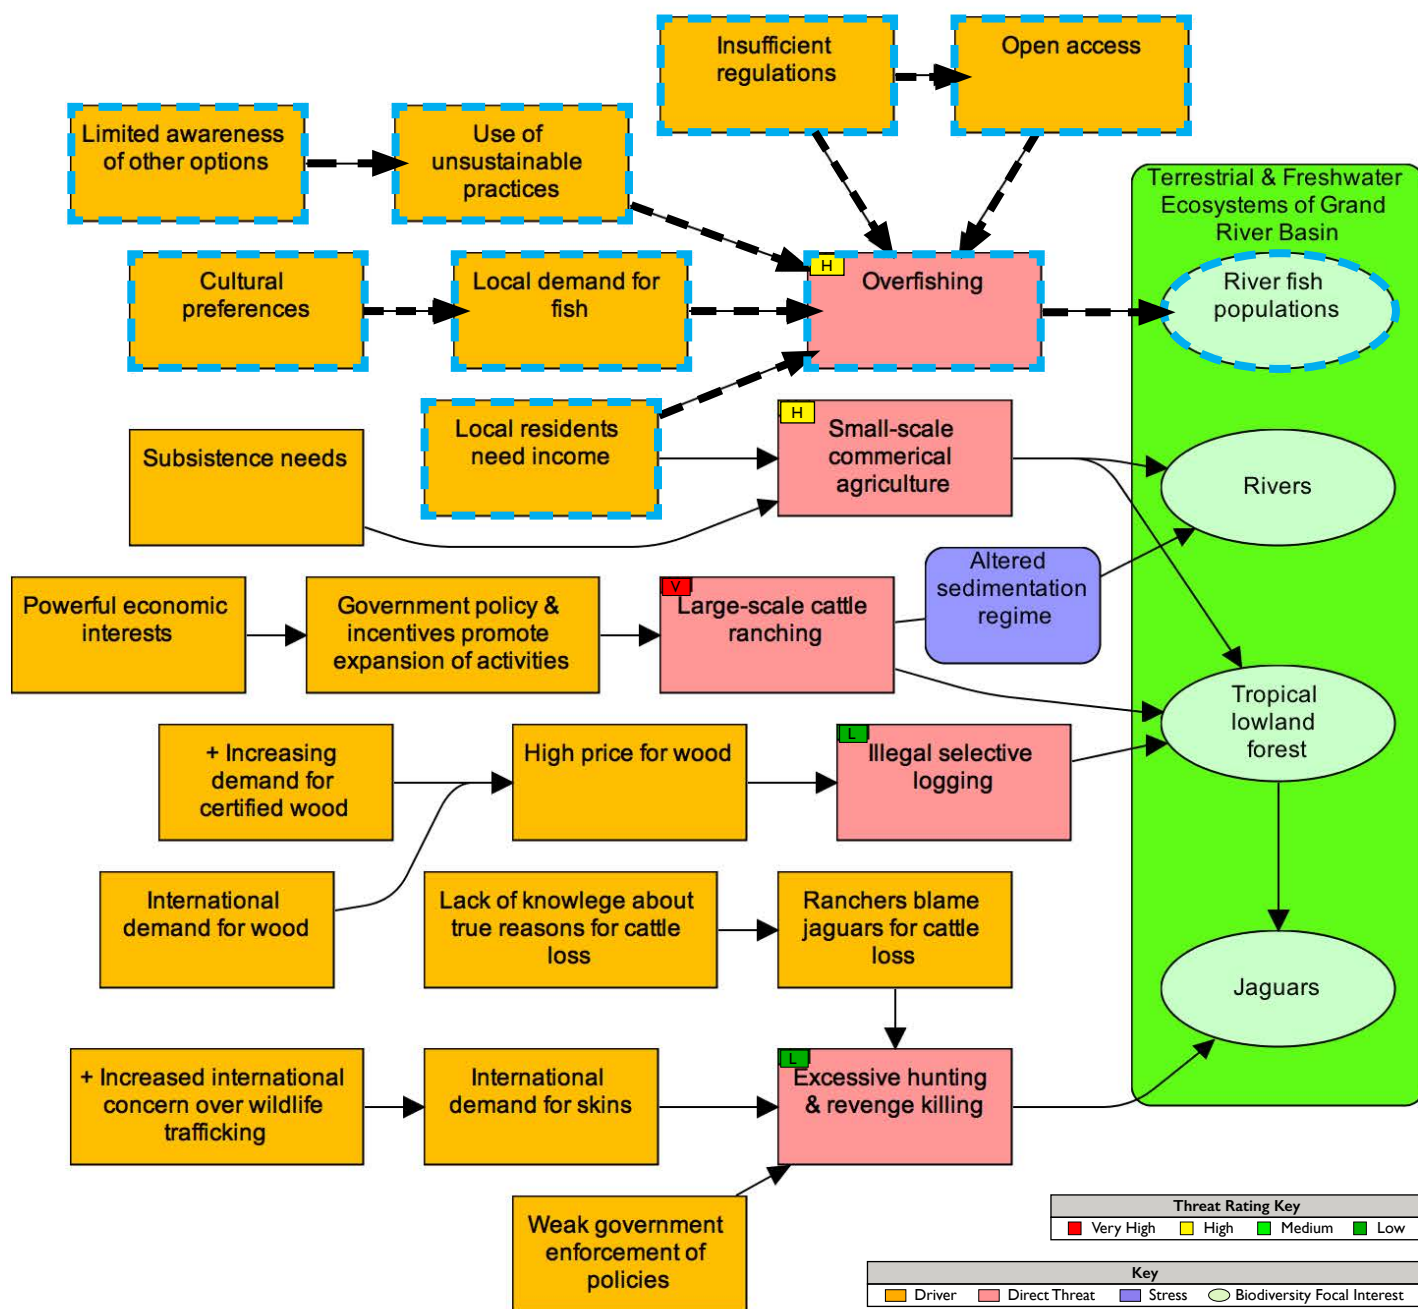 Insufficient
regulations
Open access
Limited awareness
of other options
Use of
unsustainable
practices
Terrestrial & Freshwater
Ecosystems of Grand
River Basin
Cultural
preferences
Local demand for
fish
H
Overfishing
River fish
populations
Subsistence needs
Local residents
need income
H
Small-scale
commerical
agriculture
Rivers
Altered
sedimentation
regime
Powerful economic
interests
Government policy &
incentives promote
expansion of activities
V
Large-scale cattle
ranching
Tropical
lowland
forest
+ Increasing
demand for
certified wood
High price for wood
L
Illegal selective
logging
International
demand for wood
Lack of knowlege about
true reasons for cattle
loss
Ranchers blame
jaguars for cattle
loss
Jaguars
+ Increased international
concern over wildlife
trafficking
International
demand for skins
L
Excessive hunting
& revenge killing
Weak government
enforcement of
policies
Threat Rating Key
Very High High Medium Low
Key
Driver Direct Threat Stress Biodiversity Focal Interest